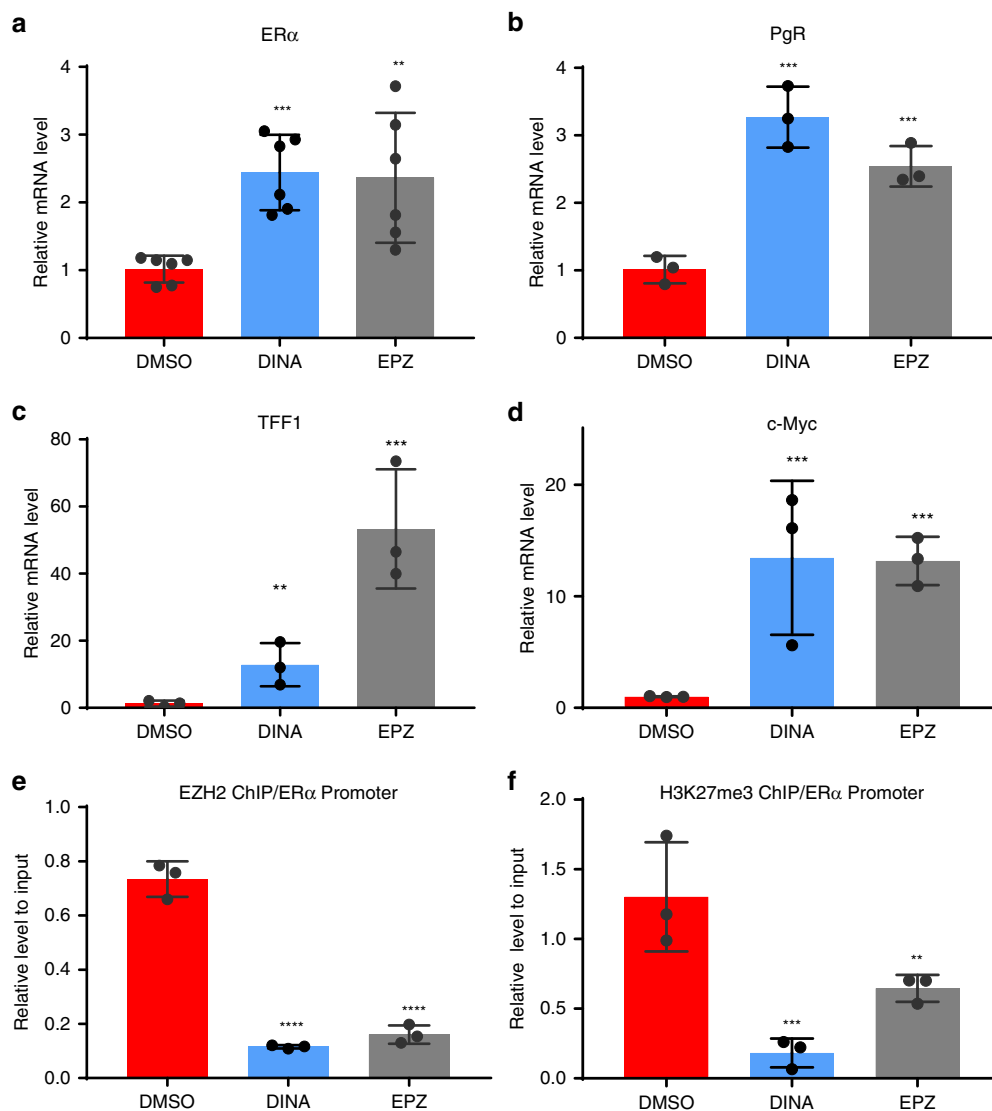 a
ERα
Relative mRNA level
4
3
2
1
0
***
**
DMSO
DINA
EPZ
b
PgR
Relative mRNA level
4
3
2
1
0
***
***
DMSO
DINA
EPZ
c
TFF1
Relative mRNA level
80
60
40
20
0
**
***
DMSO
DINA
EPZ
d
c-Myc
Relative mRNA level
20
10
0
***
***
DMSO
DINA
EPZ
e
EZH2 ChIP/ERα Promoter
Relative level to input
1.0
0.8
0.6
0.4
0.2
0.0
****
****
DMSO
DINA
EPZ
f
H3K27me3 ChIP/ERα Promoter
Relative level to input
2.0
1.5
1.0
0.5
0.0
***
**
DMSO
DINA
EPZ